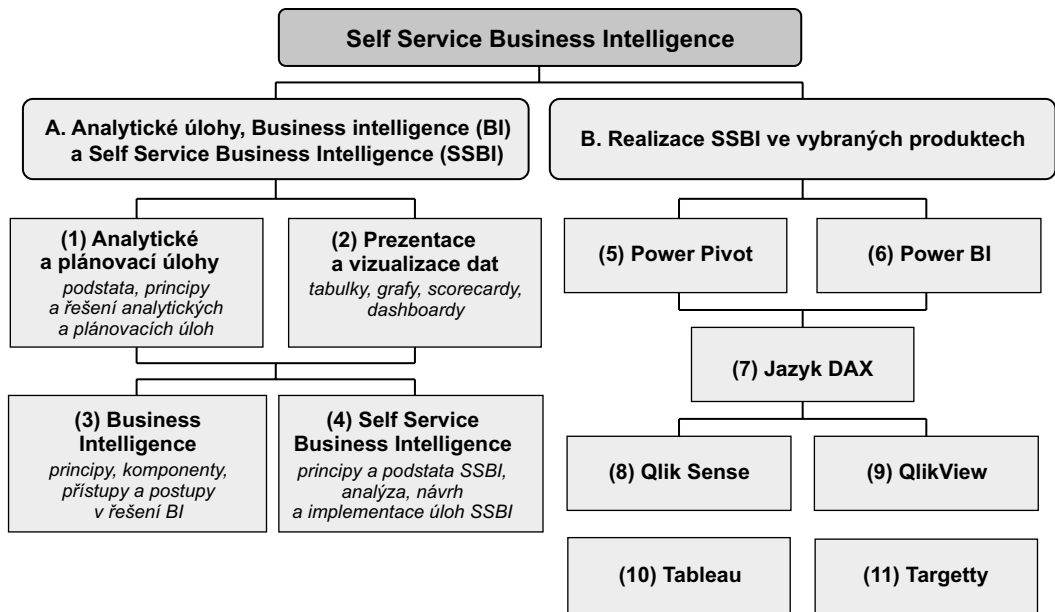 Self Service Business Intelligence
A. Analytické úlohy, Business intelligence (BI)
a Self Service Business Intelligence (SSBI)
B. Realizace SSBI ve vybraných produktech
(1) Analytické
a plánovací úlohy
podstata, principy
a řešení analytických
a plánovacích úloh
(2) Prezentace
a vizualizace dat
tabulky, grafy, scorecardy,
dashboardy
(5) Power Pivot
(6) Power BI
(7) Jazyk DAX
(3) Business
Intelligence
principy, komponenty,
přístupy a postupy
v řešení BI
(4) Self Service
Business Intelligence
principy a podstata SSBI,
analýza, návrh
a implementace úloh SSBI
(8) Qlik Sense
(9) QlikView
(10) Tableau
(11) Targetty